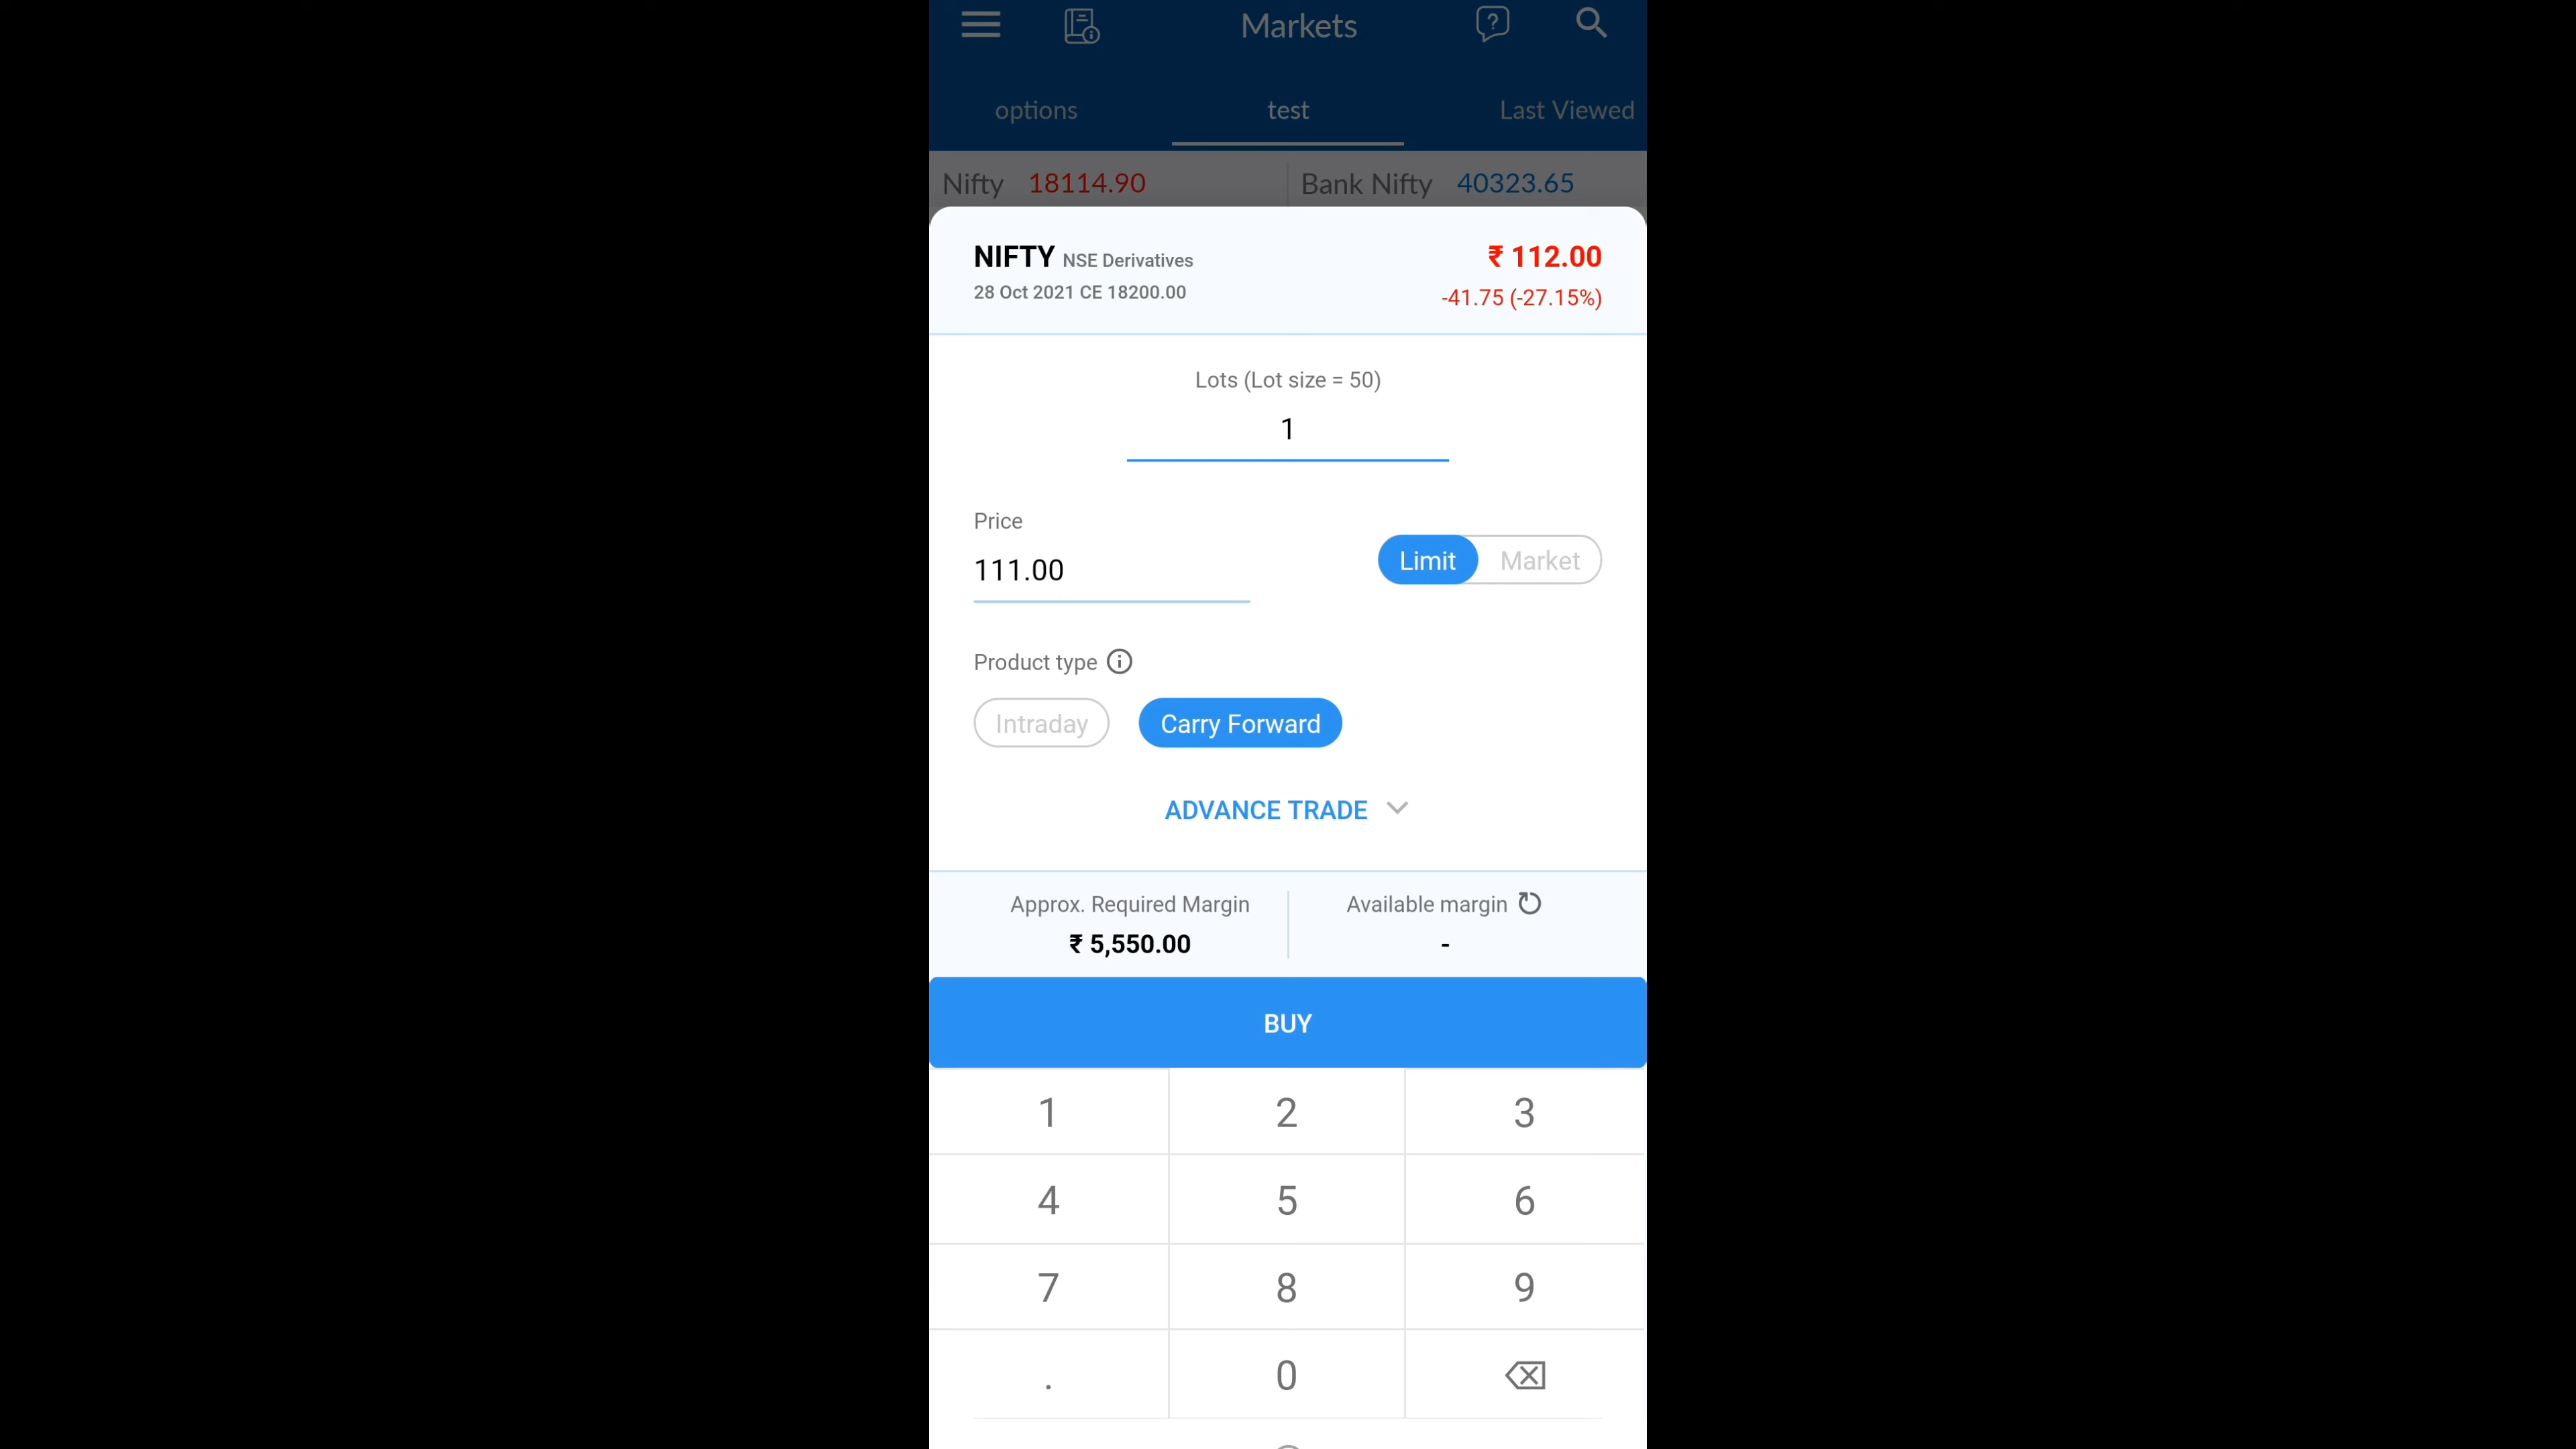 Markets
options test Last Viewed
Nifty 18114.90 Bank Nifty 40323.65
NIFTY NSE Derivatives ₹ 112.00
28 Oct 2021 CE 18200.00 -41.75 (-27.15%)
Lots (Lot size = 50)
1
Price
111.00 Limit Market
Product type
Intraday Carry Forward
ADVANCE TRADE
Approx. Required Margin Available margin
₹ 5,550.00 -
BUY
1 2 3
4 5 6
7 8 9
. 0